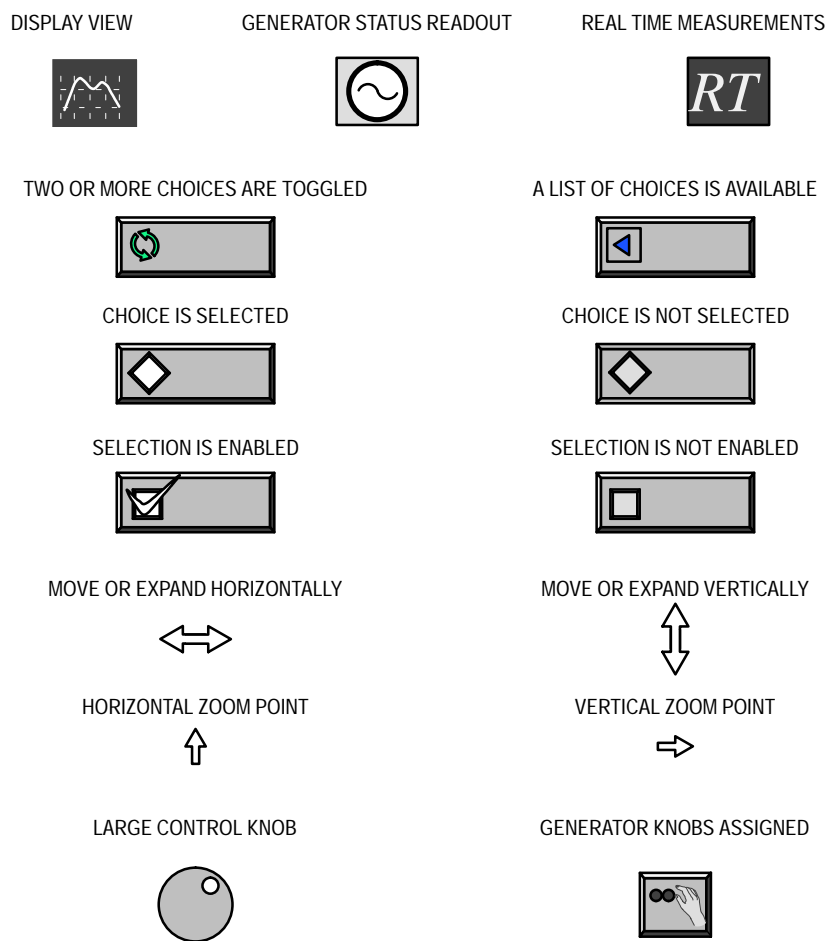 DISPLAY VIEW
GENERATOR STATUS READOUT
REAL TIME MEASUREMENTS
RT
TWO OR MORE CHOICES ARE TOGGLED
A LIST OF CHOICES IS AVAILABLE
CHOICE IS SELECTED
CHOICE IS NOT SELECTED
SELECTION IS ENABLED
SELECTION IS NOT ENABLED
MOVE OR EXPAND HORIZONTALLY
MOVE OR EXPAND VERTICALLY
HORIZONTAL ZOOM POINT
VERTICAL ZOOM POINT
LARGE CONTROL KNOB
GENERATOR KNOBS ASSIGNED